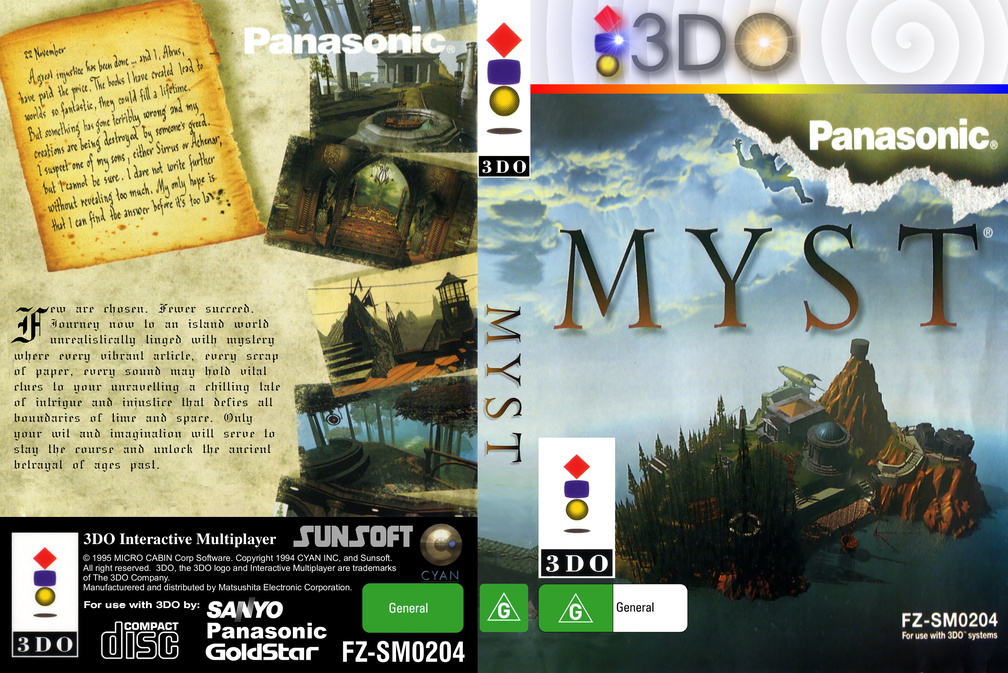 22 November
A great injustice has been done ... and I, Atrus,
have paid the price. The books I have created lead to
worlds so fantastic, they could fill a lifetime.
But something has gone terribly wrong and my
creations are being destroyed by someone's greed.
I suspect one of my sons, either Sirrus or Achenar,
but I cannot be sure. I dare not write further
without revealing too much. My only hope is
that I can find the answer before it's too late
Panasonic®
Few are chosen. Fewer succeed.
Journey now to an island world
unrealistically linged with mystery
where every vibrant article, every scrap
of paper, every sound may hold vital
clues to your unravelling a chilling tale
of intrigue and injustice that defies all
boundaries of time and space. Only
your wit and imagination will serve to
stay the course and unlock the ancient
betrayal of ages past.
3DO
3DO Interactive Multiplayer
SUNSOFT
CYAN
© 1995 MICRO CABIN Corp Software. Copyright 1994 CYAN INC, and Sunsoft.
All right reserved. 3DO, the 3DO logo and Interactive Multiplayer are trademarks
of The 3DO Company.
Manufacturered and distributed by Matsushita Electronic Corporation.
For use with 3DO by:
SANYO
Panasonic
GoldStar
COMPACT
disc
General
FZ-SM0204
3DO
MYST
G
3DO
Panasonic®
MYST®
3DO
G
General
FZ-SM0204
For use with 3DO™ systems